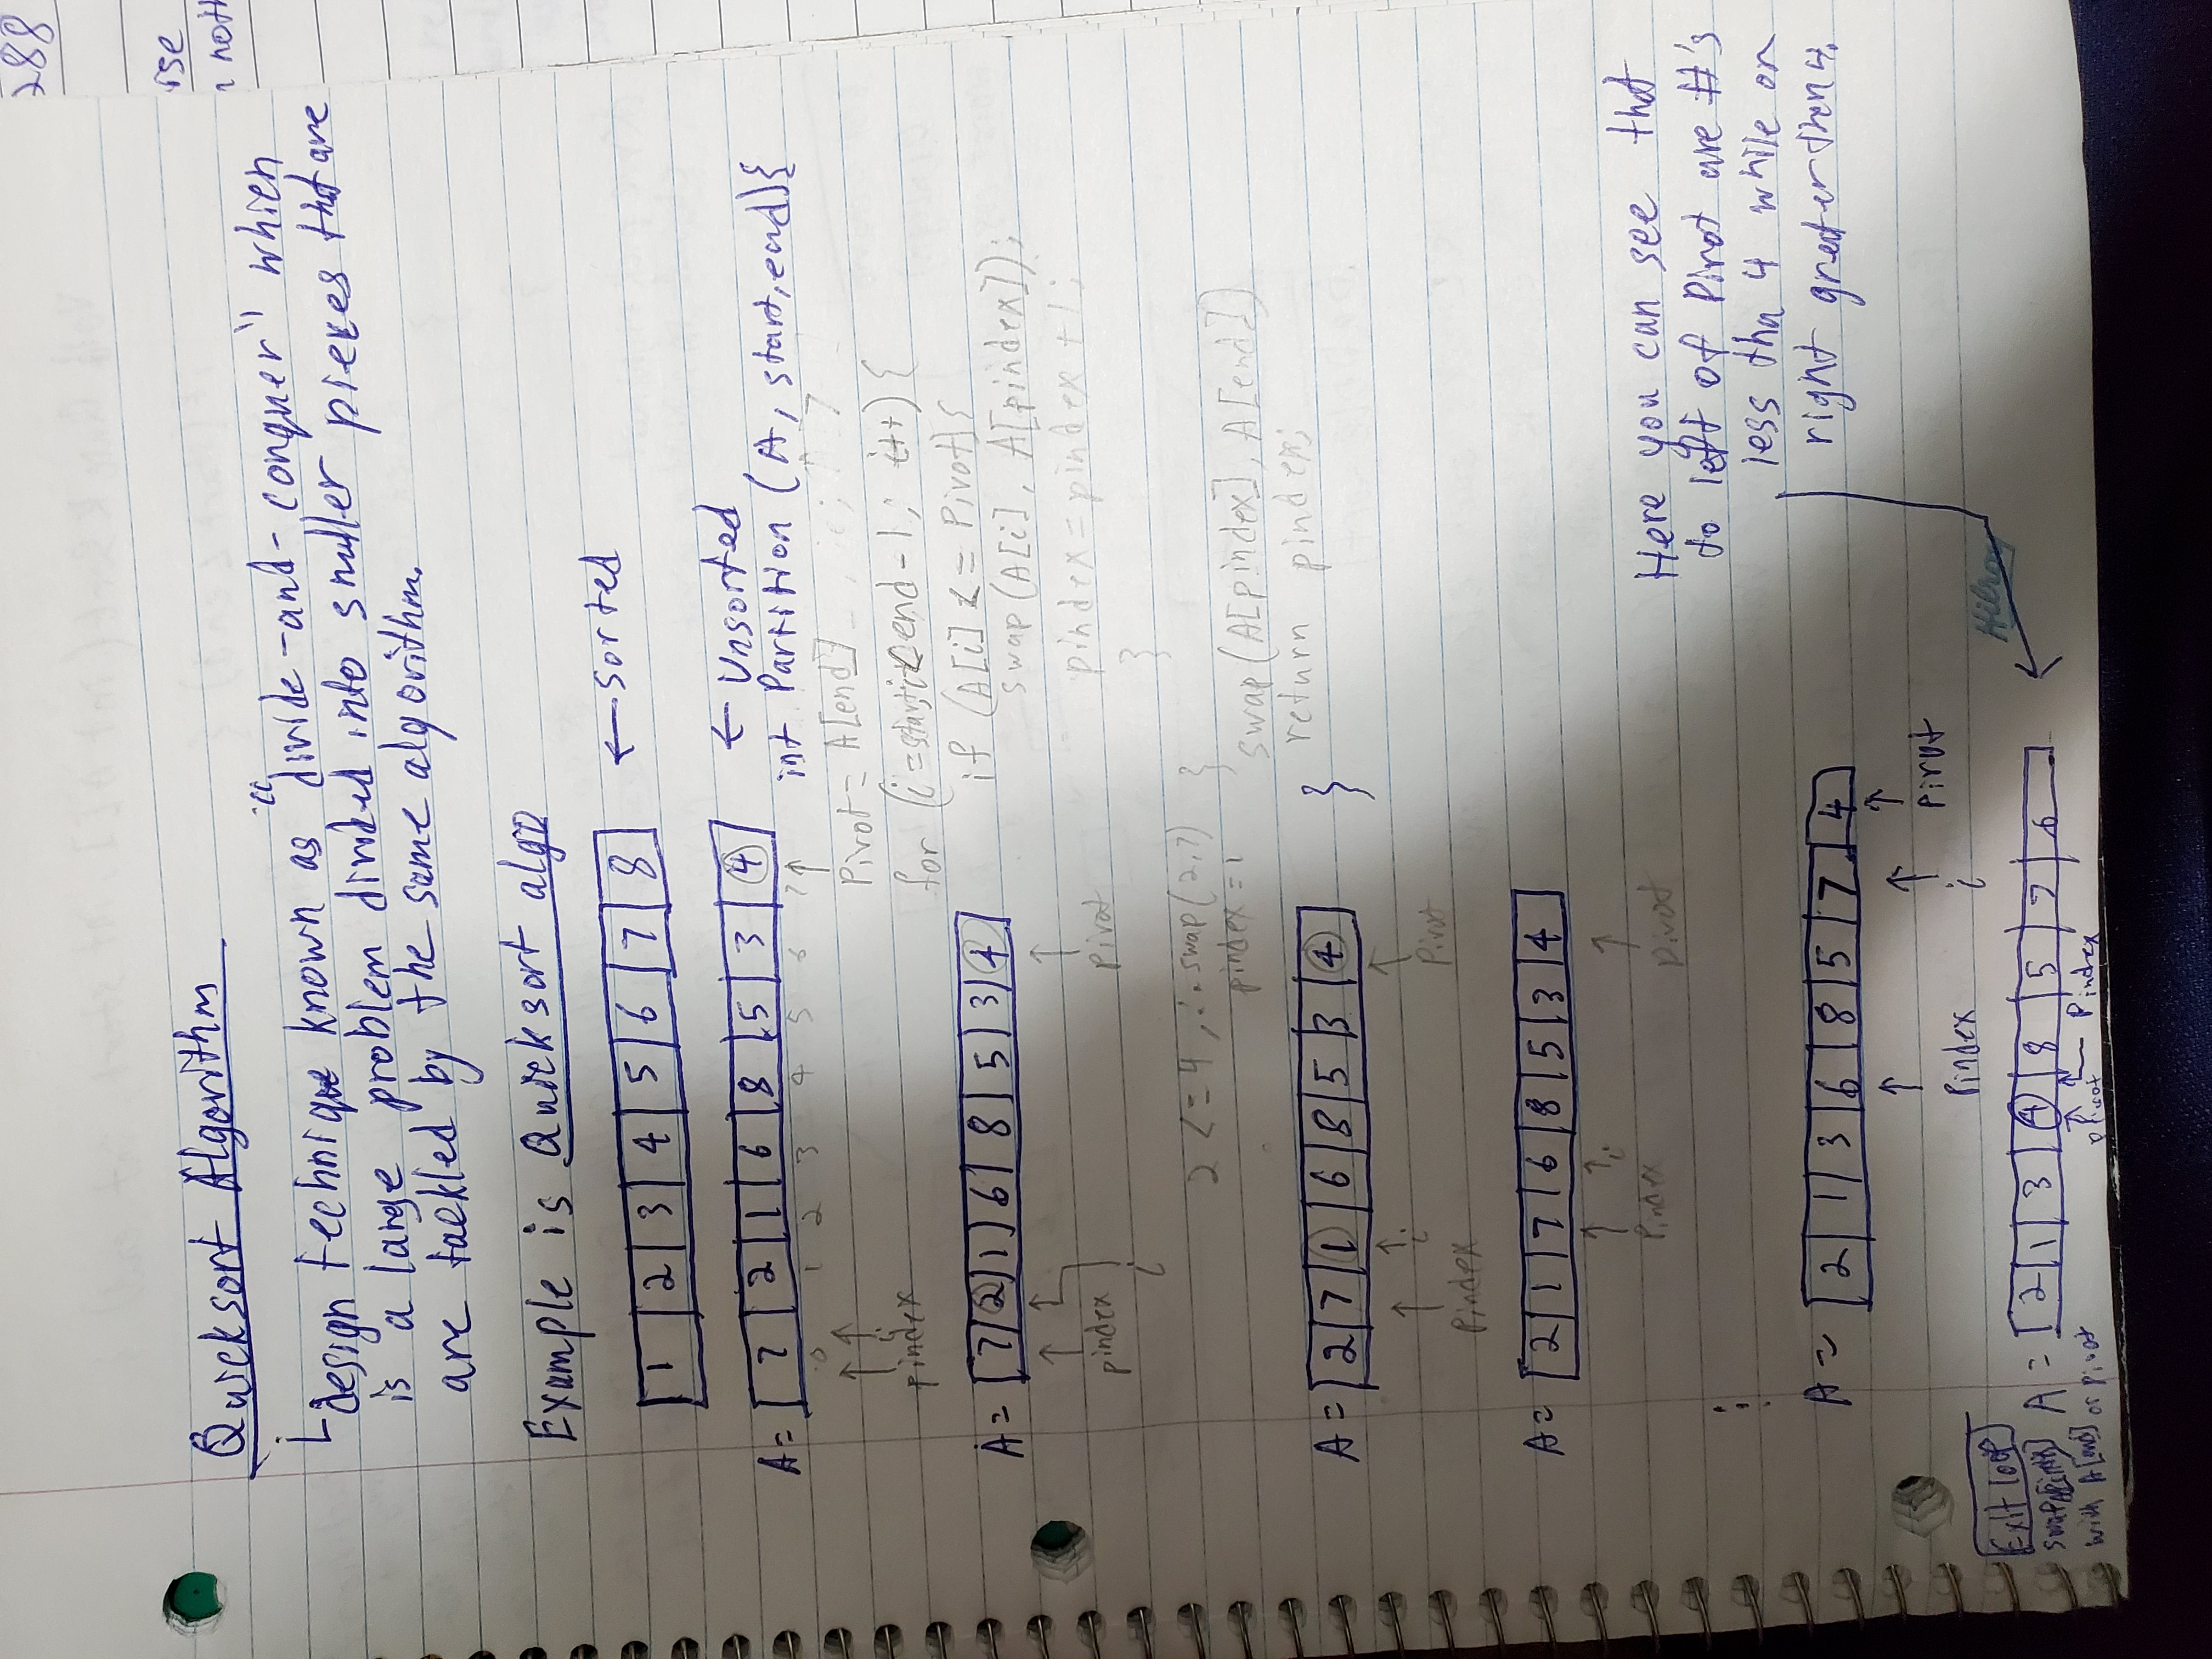 288
Quicksort Algorithm
rse
n noth
design technique known as "divide-and-conquer" which
is a large problem divided into smaller pieces that are
are tackled by the same algorithm.
Example is Quicksort algo
1 2 3 4 5 6 7 8 ← Sorted
A= 7 2 1 6 8 5 3 4 ← Unsorted
0 1 2 3 4 5 6 7
int Partition (A, start, end){
Pivot = A[end]
i
pindex
for (i = start; i < end-1; i++) {
if (A[i] <= Pivot){
A= 7 2 1 6 8 5 3 4
swap(A[i], A[pindex]);
pindex = pindex + 1;
pindex
Pivot
i
}
2 <= 4, ∴ swap(2,7)
}
pindex = 1
swap(A[pindex], A[end])
return pindex;
A= 2 7 1 6 8 5 3 4
}
i
Pivot
Pindex
A= 2 1 7 6 8 5 3 4
i
Pindex
Pivot
Here you can see that
to left of Pivot are #'s
less tha 4 while on
right greater then 4.
A= 2 1 3 6 8 5 7 4
Pindex
i
Pivot
Hilroy
Exit loop
swap A[pindex]
with A[end] or pivot
A = 2 1 3 4 8 5 7 6
Pivot
Pindex